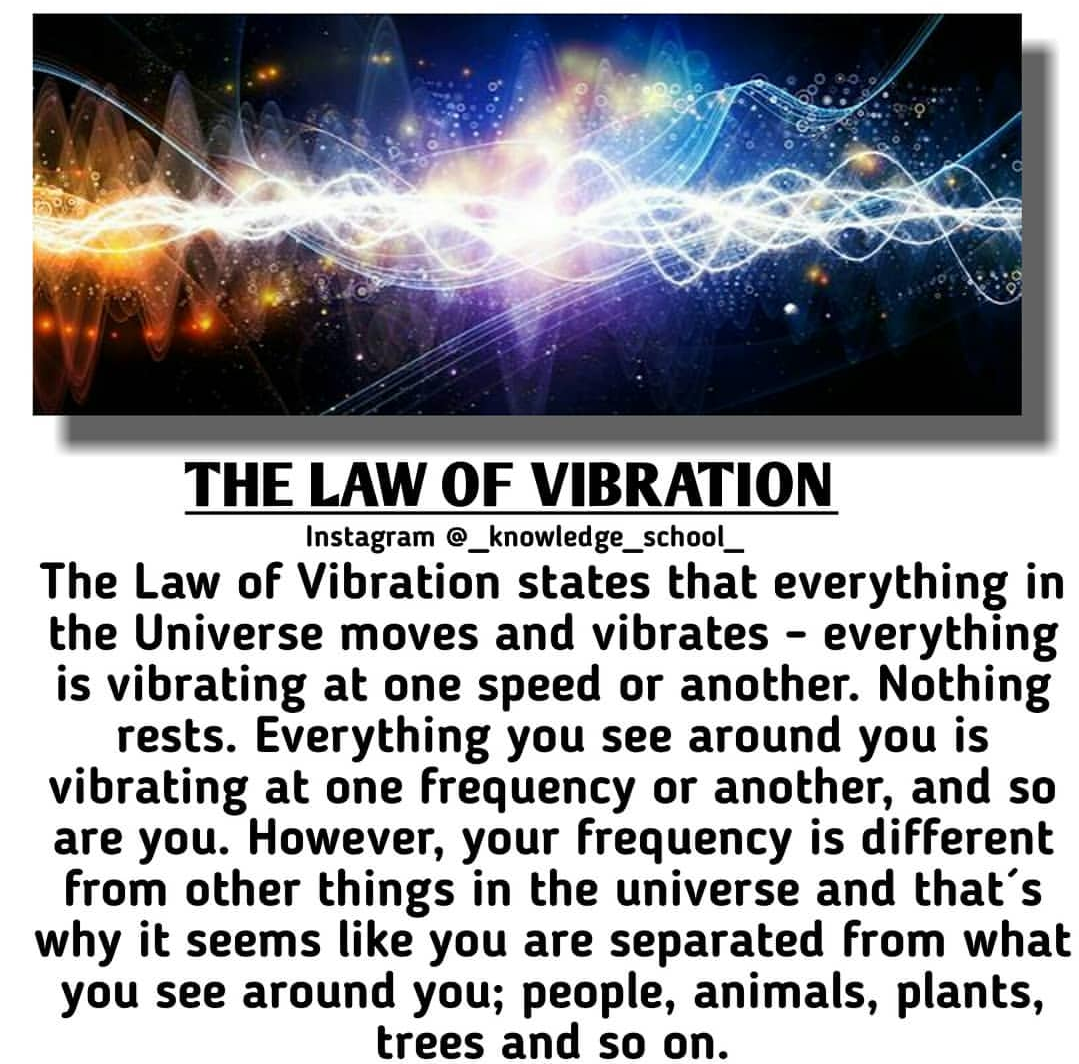 THE LAW OF VIBRATION
Instagram @_knowledge_school_
The Law of Vibration states that everything in
the Universe moves and vibrates - everything
is vibrating at one speed or another. Nothing
rests. Everything you see around you is
vibrating at one frequency or another, and so
are you. However, your frequency is different
from other things in the universe and that´s
why it seems like you are separated from what
you see around you; people, animals, plants,
trees and so on.